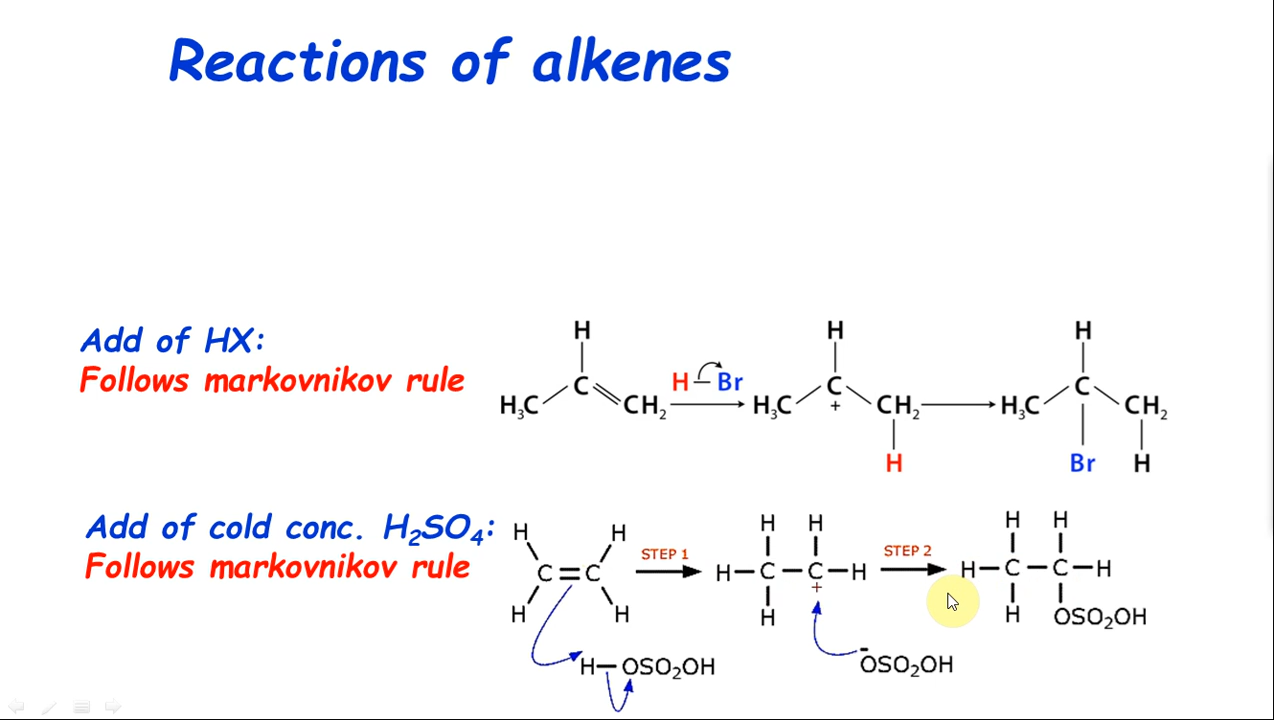 Reactions of alkenes
Add of HX:
Follows markovnikov rule
H H H
H–Br
H₃C C CH₂ H₃C C CH₂ H₃C C CH₂
+
H Br H
Add of cold conc. H₂SO₄:
Follows markovnikov rule
H H H H H H
STEP 1 STEP 2
C=C H–C–C–H H–C–C–H
+
H H H H OSO₂OH
H–OSO₂OH ⁻OSO₂OH